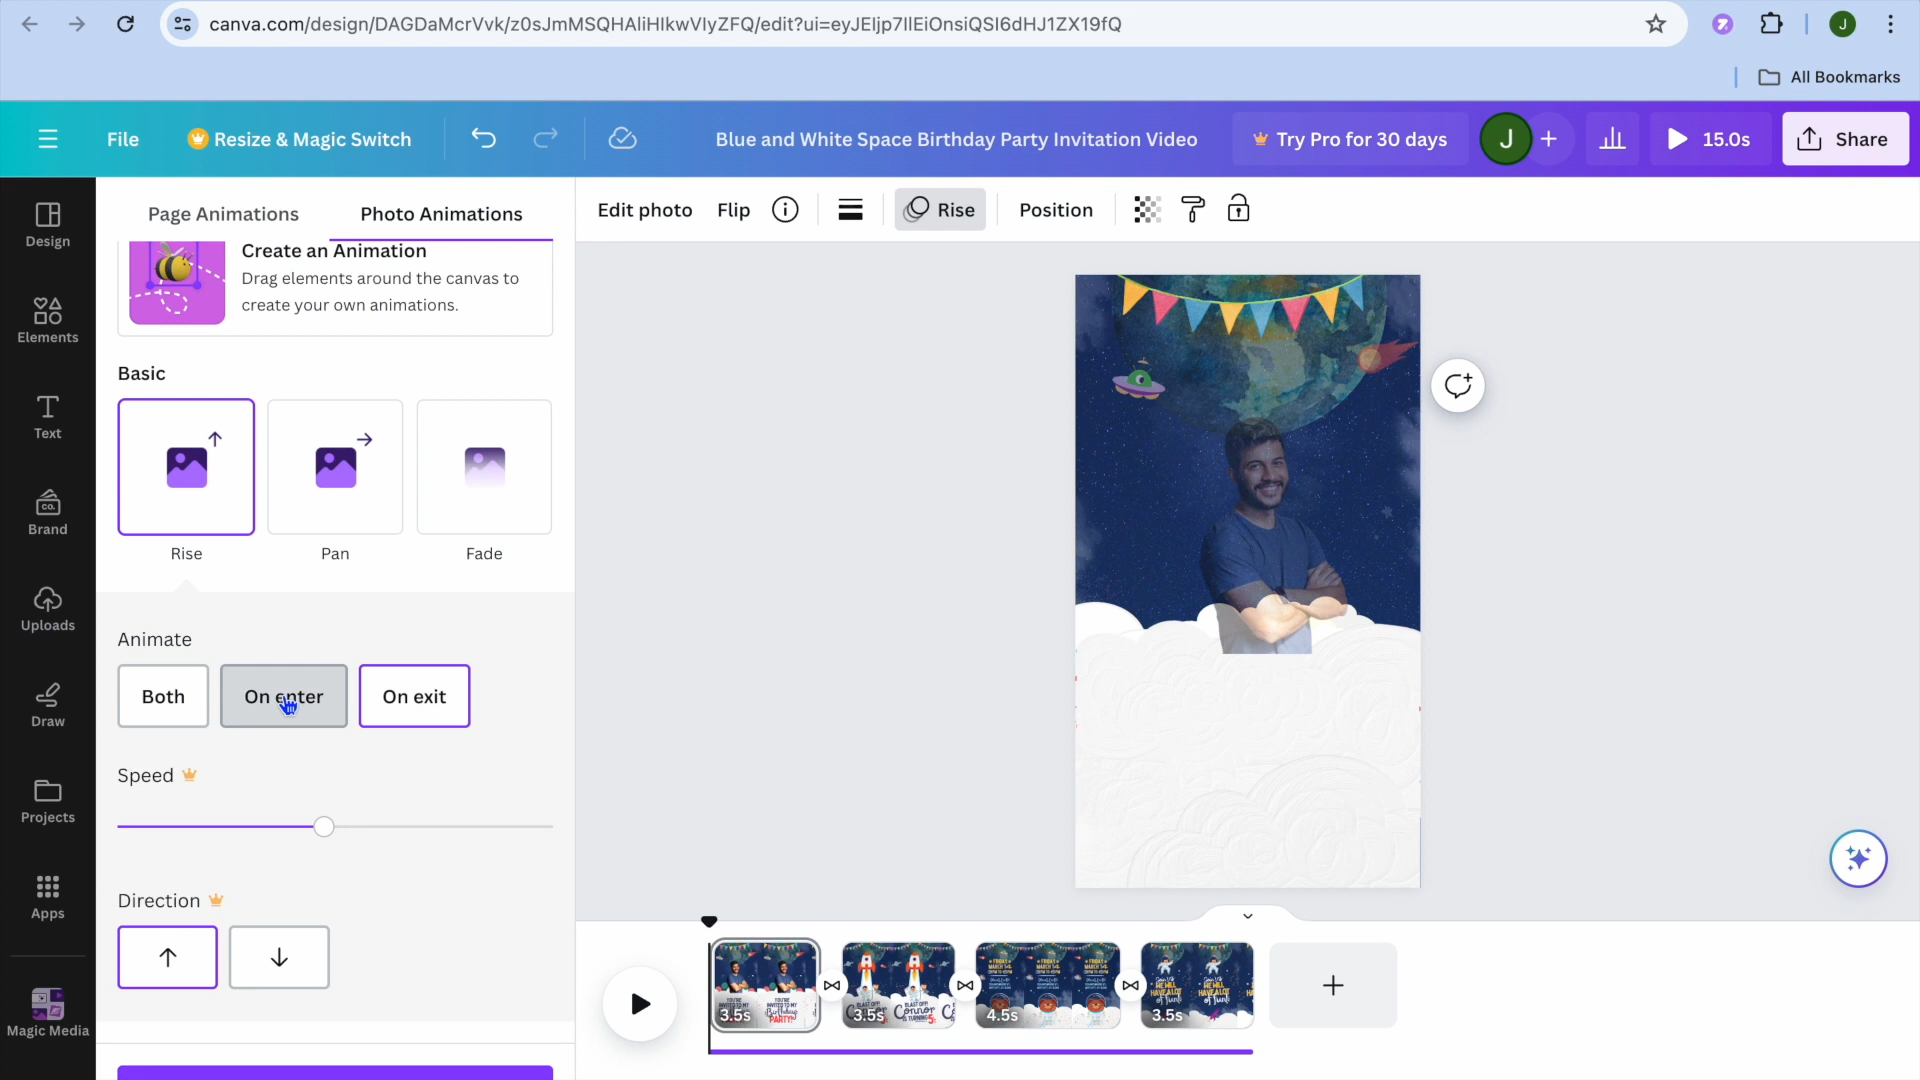 canva.com/design/DAGDaMcrVvk/z0sJmMSQHAliHlkwVlyZFQ/edit?ui=eyJEIjp7IlEiOnsiQSI6dHJ1ZX19fQ
J
All Bookmarks
File
Resize & Magic Switch
Blue and White Space Birthday Party Invitation Video
Try Pro for 30 days
J
15.0s
Share
Design
Elements
Text
Brand
Uploads
Draw
Projects
Apps
Magic Media
Page Animations
Photo Animations
Create an Animation
Drag elements around the canvas to
create your own animations.
Basic
Rise
Pan
Fade
Animate
Both
On enter
On exit
Speed
Direction
Edit photo
Flip
Rise
Position
3.5s
3.5s
4.5s
3.5s